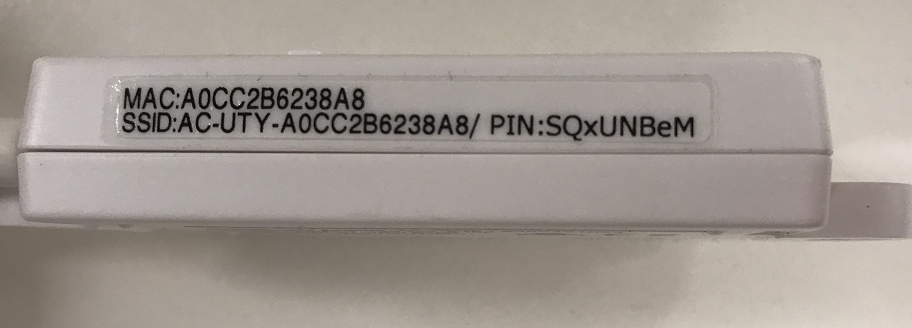 MAC:A0CC2B6238A8
SSID:AC-UTY-A0CC2B6238A8/ PIN:SQxUNBeM